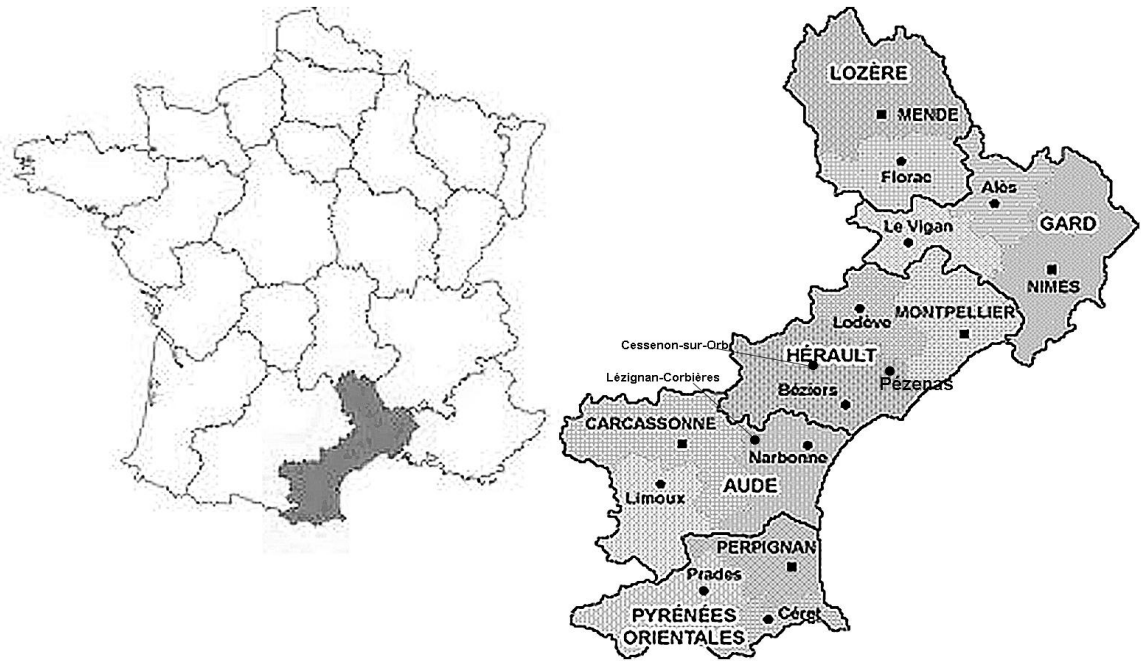 LOZÈRE
MENDE
Florac
Alès
Le Vigan
GARD
NIMES
MONTPELLIER
Lodève
Cessenon-sur-Orb
HÉRAULT
Lézignan-Corbières
Pézenas
Béziers
CARCASSONNE
Narbonne
AUDE
Limoux
PERPIGNAN
Prades
PYRÉNÉES
ORIENTALES
Céret